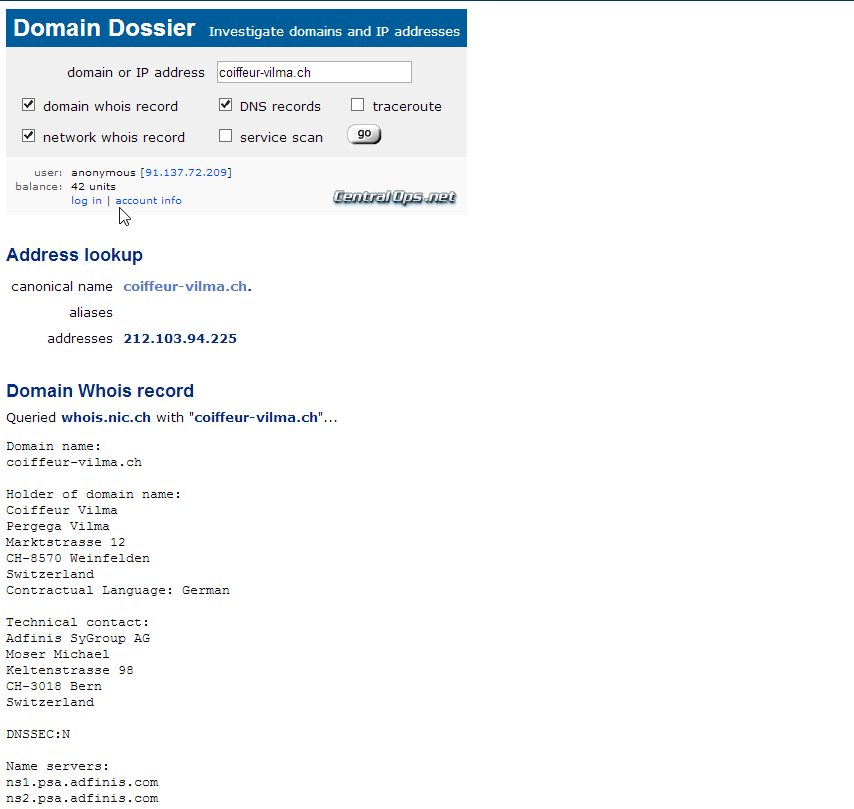 Domain Dossier Investigate domains and IP addresses
domain or IP address coiffeur-vilma.ch
domain whois record DNS records traceroute
network whois record service scan go
user: anonymous [91.137.72.209]
balance: 42 units
log in | account info
CentralOps.net
Address lookup
canonical name coiffeur-vilma.ch.
aliases
addresses 212.103.94.225
Domain Whois record
Queried whois.nic.ch with "coiffeur-vilma.ch"...
Domain name:
coiffeur-vilma.ch
Holder of domain name:
Coiffeur Vilma
Pergega Vilma
Marktstrasse 12
CH-8570 Weinfelden
Switzerland
Contractual Language: German
Technical contact:
Adfinis SyGroup AG
Moser Michael
Keltenstrasse 98
CH-3018 Bern
Switzerland
DNSSEC:N
Name servers:
ns1.psa.adfinis.com
ns2.psa.adfinis.com